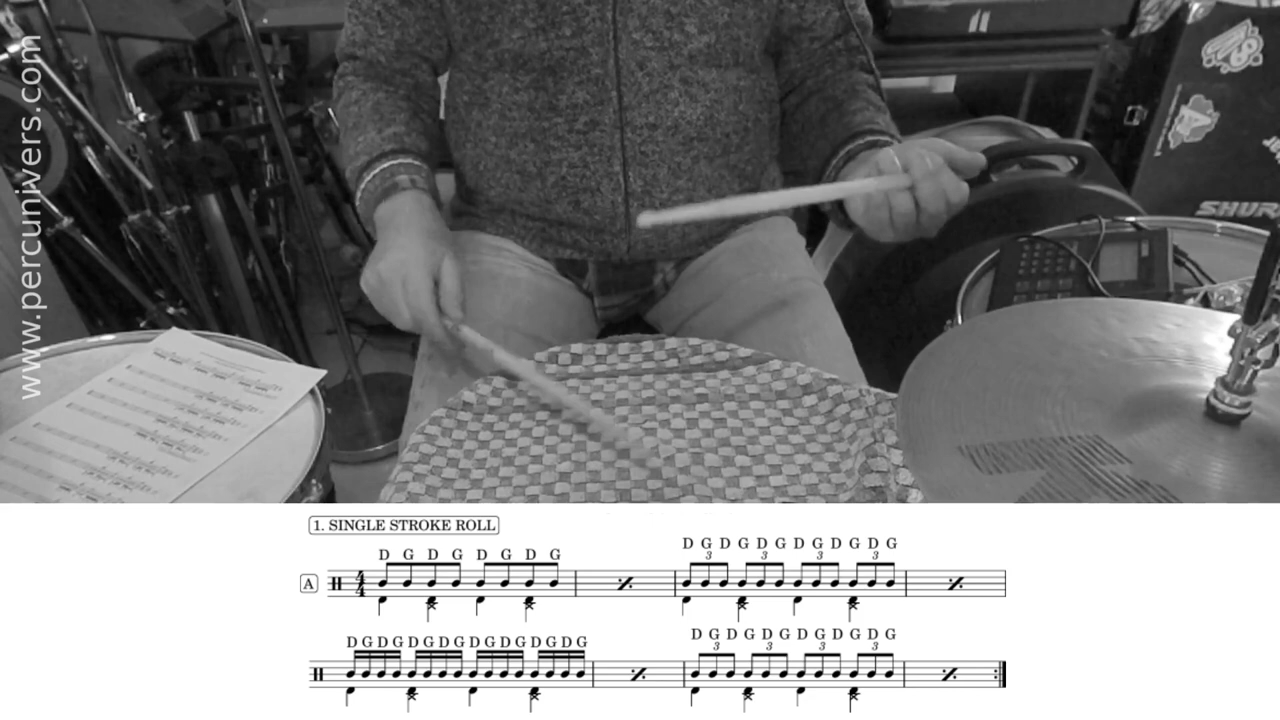 www.percunivers.com
SHUR
1. SINGLE STROKE ROLL
D G D G D G D G
D G D G D G D G D G D G
3 3 3 3
A
4
4
D G D G D G D G D G D G D G D G
D G D G D G D G D G D G
3 3 3 3